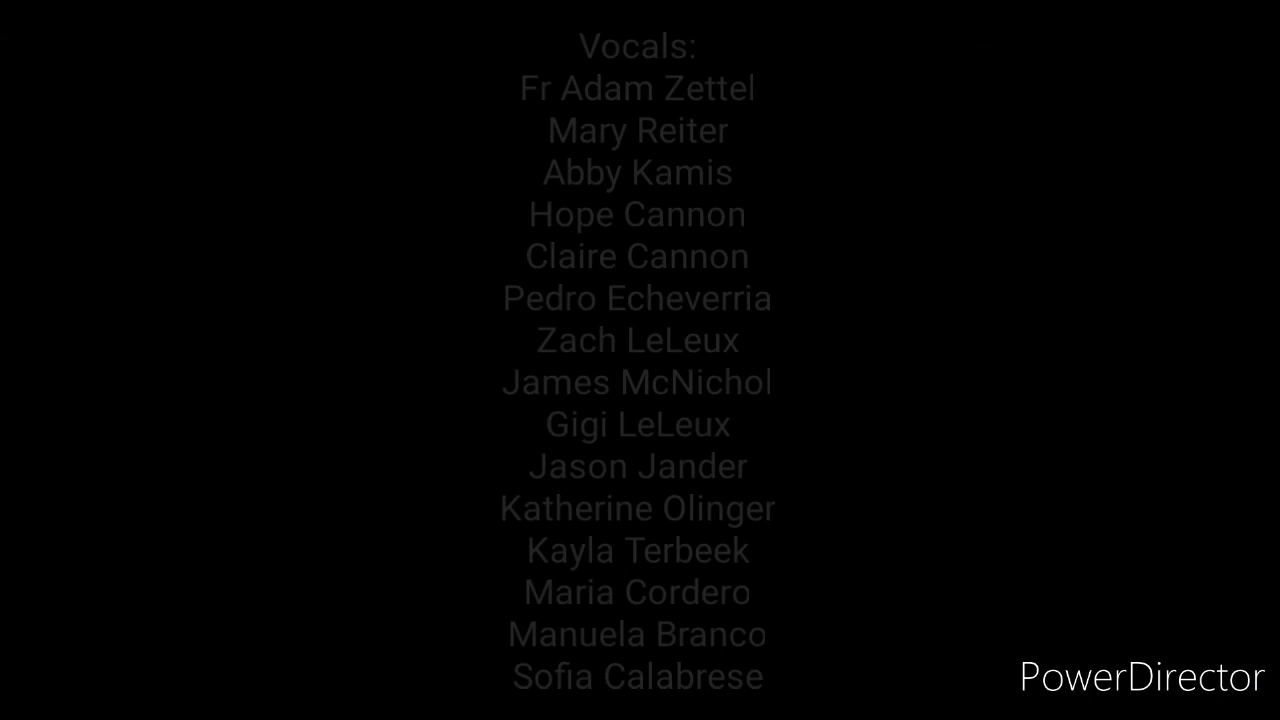 Vocals:
Fr Adam Zettel
Mary Reiter
Abby Kamis
Hope Cannon
Claire Cannon
Pedro Echeverria
Zach LeLeux
James McNichol
Gigi LeLeux
Jason Jander
Katherine Olinger
Kayla Terbeek
Maria Cordero
Manuela Branco
Sofia Calabrese
PowerDirector